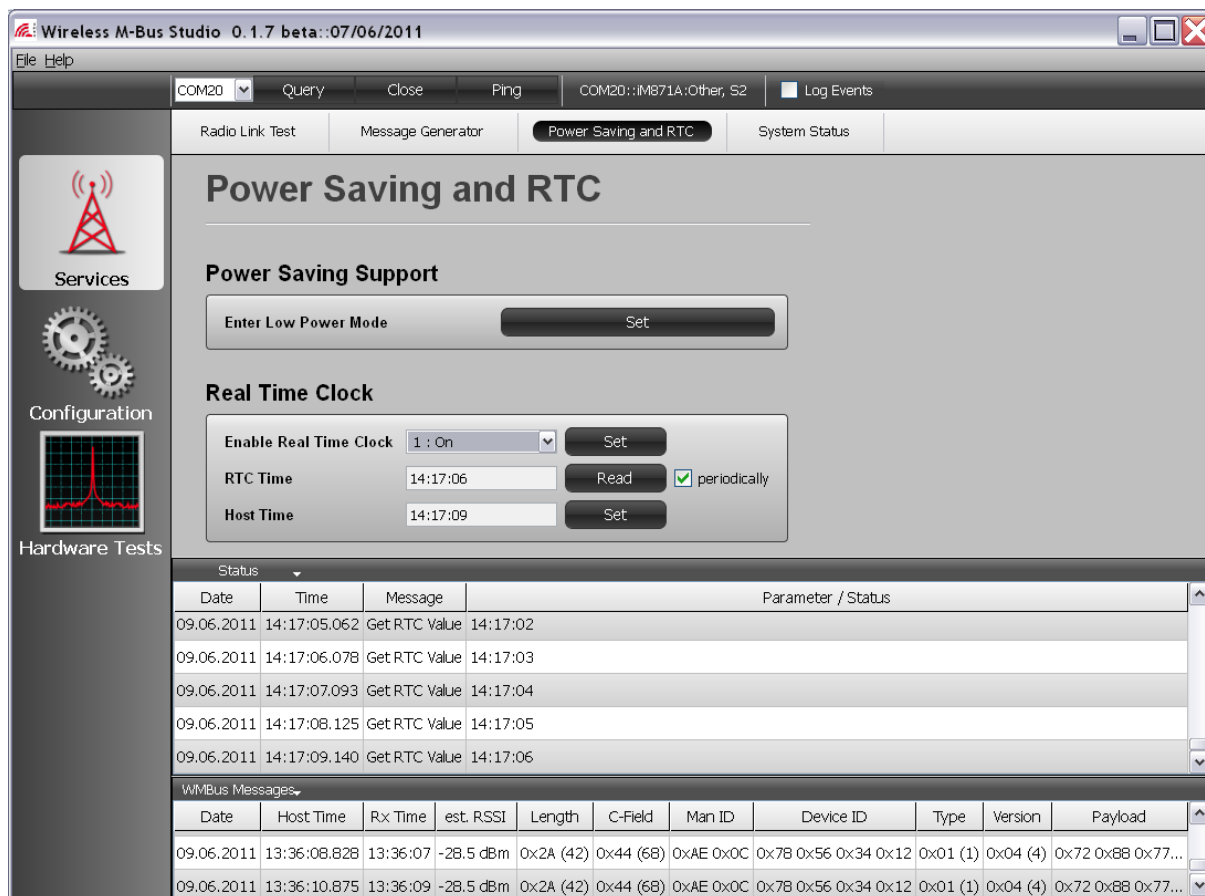 Wireless M-Bus Studio 0.1.7 beta::07/06/2011
File Help
COM20 Query Close Ping COM20::iM871A:Other, S2 Log Events
Radio Link Test Message Generator Power Saving and RTC System Status
Services
Configuration
Hardware Tests
Power Saving and RTC
Power Saving Support
Enter Low Power Mode Set
Real Time Clock
Enable Real Time Clock 1 : On Set
RTC Time 14:17:06 Read periodically
Host Time 14:17:09 Set
Status
Date Time Message Parameter / Status
09.06.2011 14:17:05.062 Get RTC Value 14:17:02
09.06.2011 14:17:06.078 Get RTC Value 14:17:03
09.06.2011 14:17:07.093 Get RTC Value 14:17:04
09.06.2011 14:17:08.125 Get RTC Value 14:17:05
09.06.2011 14:17:09.140 Get RTC Value 14:17:06
WMBus Messages
Date Host Time Rx Time est. RSSI Length C-Field Man ID Device ID Type Version Payload
09.06.2011 13:36:08.828 13:36:07 -28.5 dBm 0x2A (42) 0x44 (68) 0xAE 0x0C 0x78 0x56 0x34 0x12 0x01 (1) 0x04 (4) 0x72 0x88 0x77...
09.06.2011 13:36:10.875 13:36:09 -28.5 dBm 0x2A (42) 0x44 (68) 0xAE 0x0C 0x78 0x56 0x34 0x12 0x01 (1) 0x04 (4) 0x72 0x88 0x77...